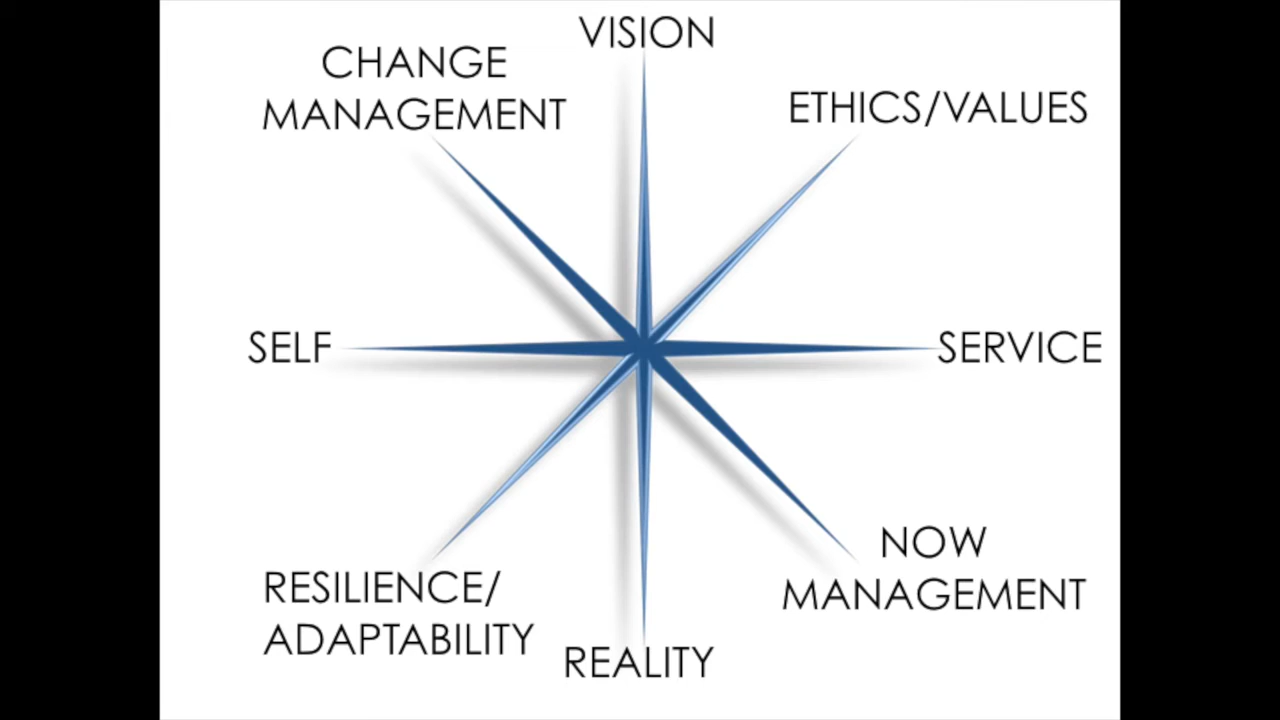 VISION
CHANGE
MANAGEMENT
ETHICS/VALUES
SELF
SERVICE
NOW
MANAGEMENT
RESILIENCE/
ADAPTABILITY
REALITY